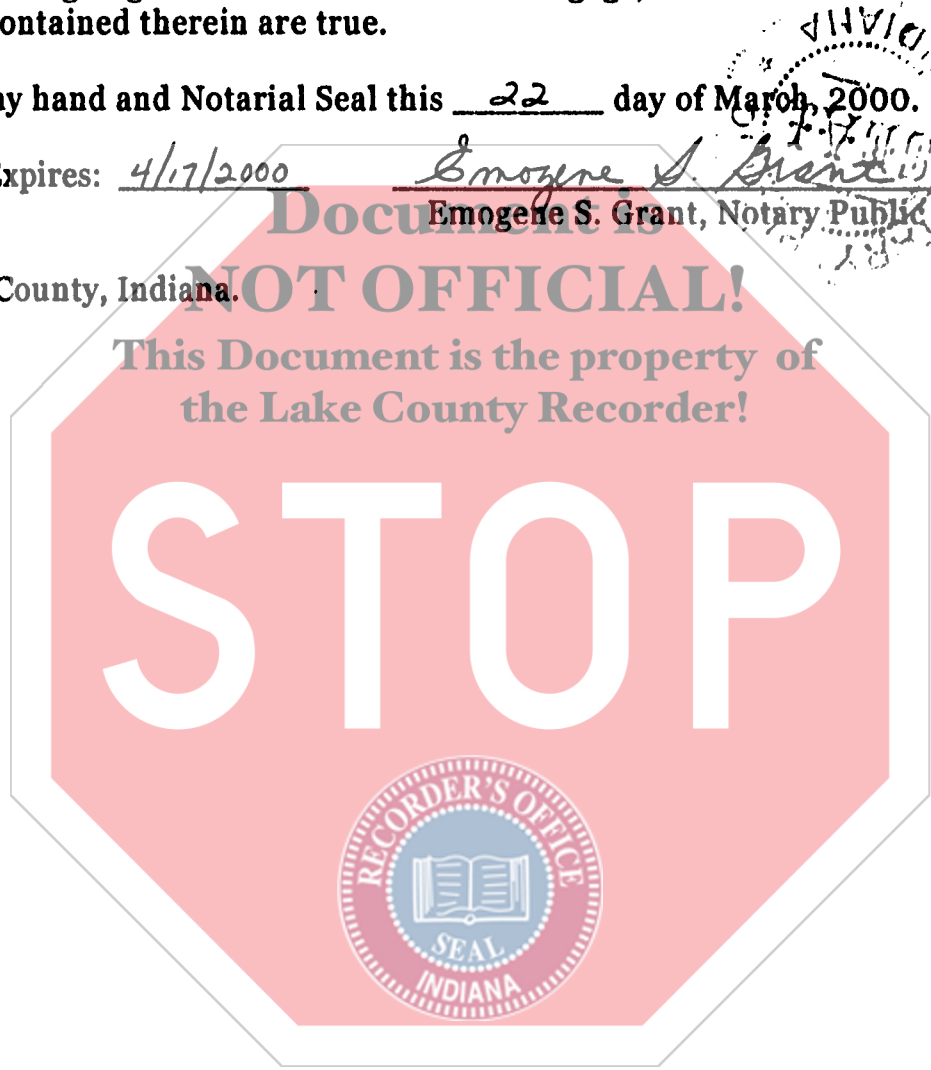 ontained therein are true.
y hand and Notarial Seal this 22 day of March, 2000.
xpires: 4/17/2000 Emogene S. Grant
Emogene S. Grant, Notary Public
County, Indiana.
Document is
NOT OFFICIAL!
This Document is the property of
the Lake County Recorder!
STOP
RECORDER'S OFFICE
SEAL
INDIANA